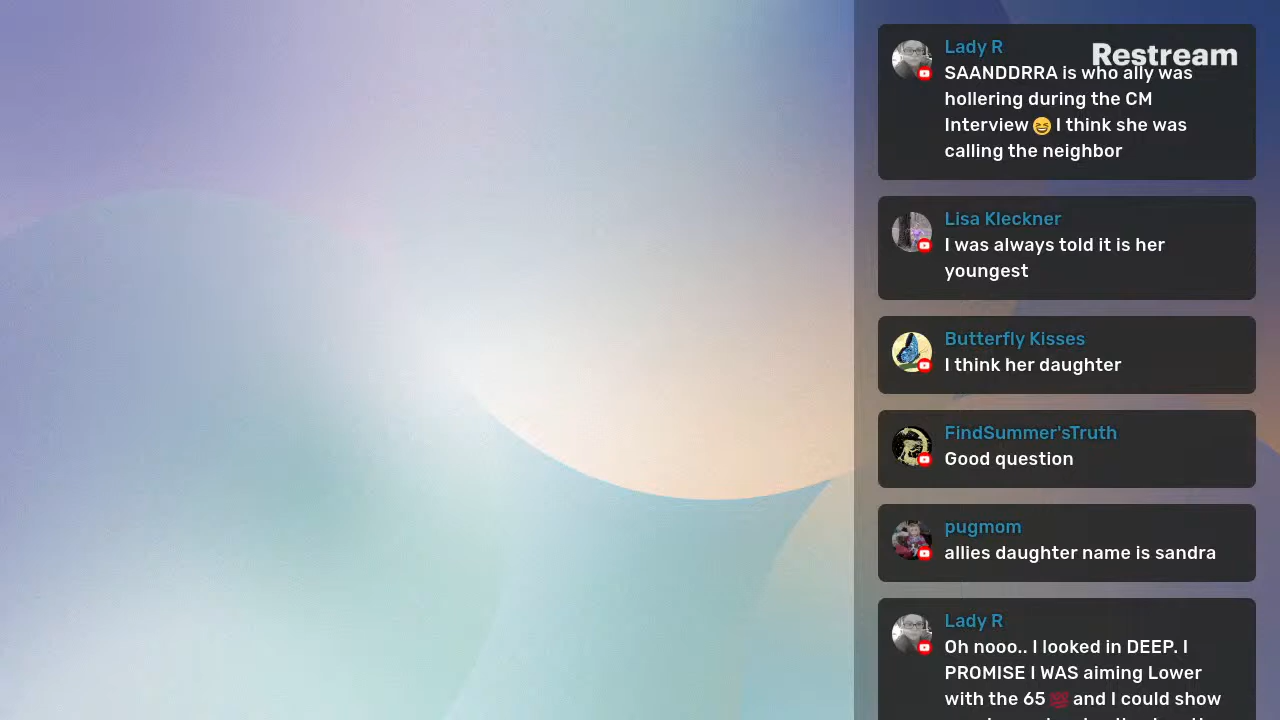 Lady R
Restream
SAANDDRRA is who ally was
hollering during the CM
Interview 😆 I think she was
calling the neighbor
Lisa Kleckner
I was always told it is her
youngest
Butterfly Kisses
I think her daughter
FindSummer'sTruth
Good question
pugmom
allies daughter name is sandra
Lady R
Oh nooo.. I looked in DEEP. I
PROMISE I WAS aiming Lower
with the 65 💯 and I could show